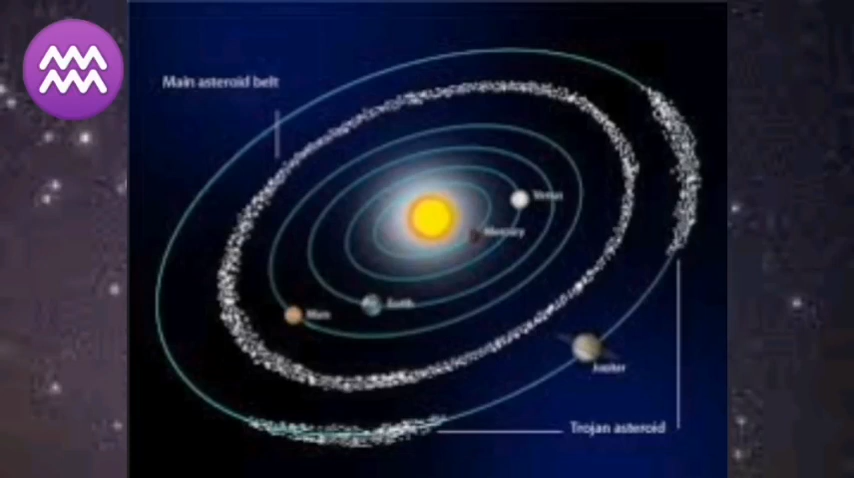 Main asteroid belt
Venus
Mercury
Earth
Mars
Jupiter
Trojan asteroid